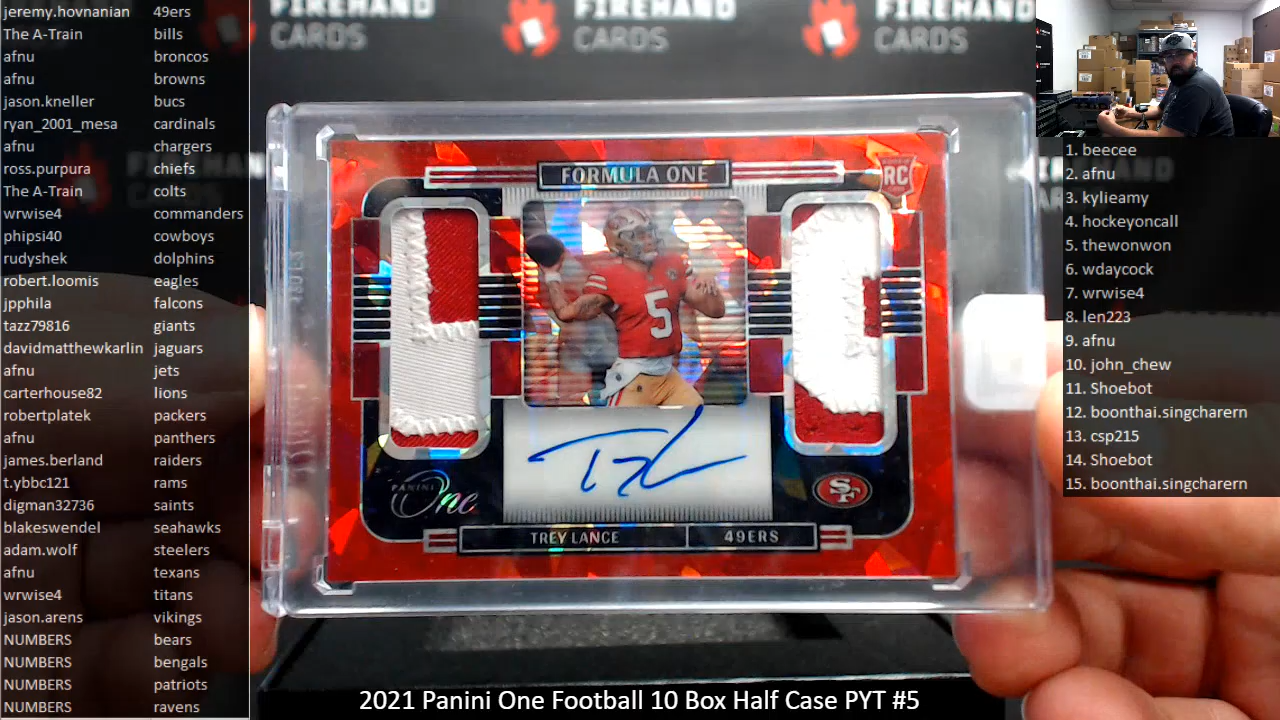 jeremy.hovnanian 49ers
The A-Train bills
afnu broncos
afnu browns
jason.kneller bucs
ryan_2001_mesa cardinals
afnu chargers
ross.purpura chiefs
The A-Train colts
wrwise4 commanders
phipsi40 cowboys
rudyshek dolphins
robert.loomis eagles
jpphila falcons
tazz79816 giants
davidmatthewkarlin jaguars
afnu jets
carterhouse82 lions
robertplatek packers
afnu panthers
james.berland raiders
t.ybbc121 rams
digman32736 saints
blakeswendel seahawks
adam.wolf steelers
afnu texans
wrwise4 titans
jason.arens vikings
NUMBERS bears
NUMBERS bengals
NUMBERS patriots
NUMBERS ravens
FIREHAND
CARDS
FIREHAND
CARDS
FIREHAND
CARDS
FORMULA ONE
RC
5
PANINI
One
SF
TREY LANCE 49ERS
1. beecee
2. afnu
3. kylieamy
4. hockeyoncall
5. thewonwon
6. wdaycock
7. wrwise4
8. len223
9. afnu
10. john_chew
11. Shoebot
12. boonthai.singcharern
13. csp215
14. Shoebot
15. boonthai.singcharern
2021 Panini One Football 10 Box Half Case PYT #5